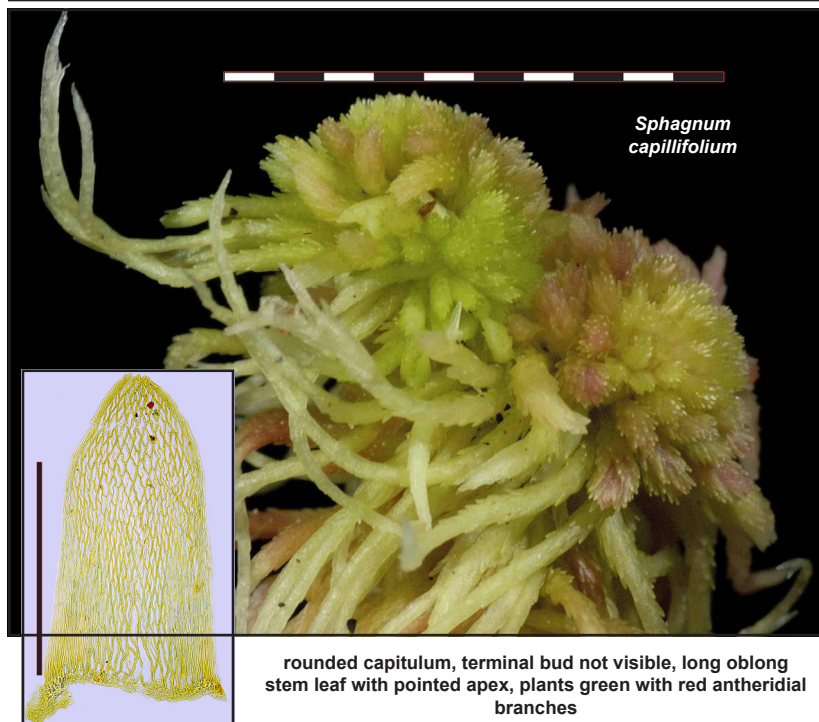 Sphagnum
capillifolium
rounded capitulum, terminal bud not visible, long oblong
stem leaf with pointed apex, plants green with red antheridial
branches